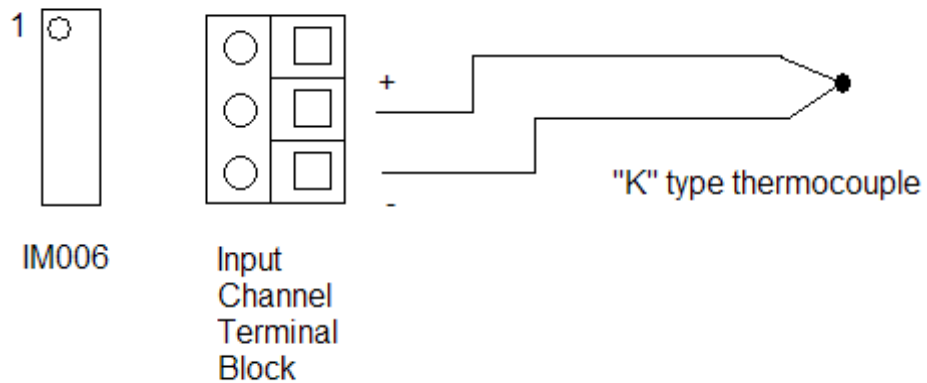 1
+
-
"K" type thermocouple
IM006
Input
Channel
Terminal
Block